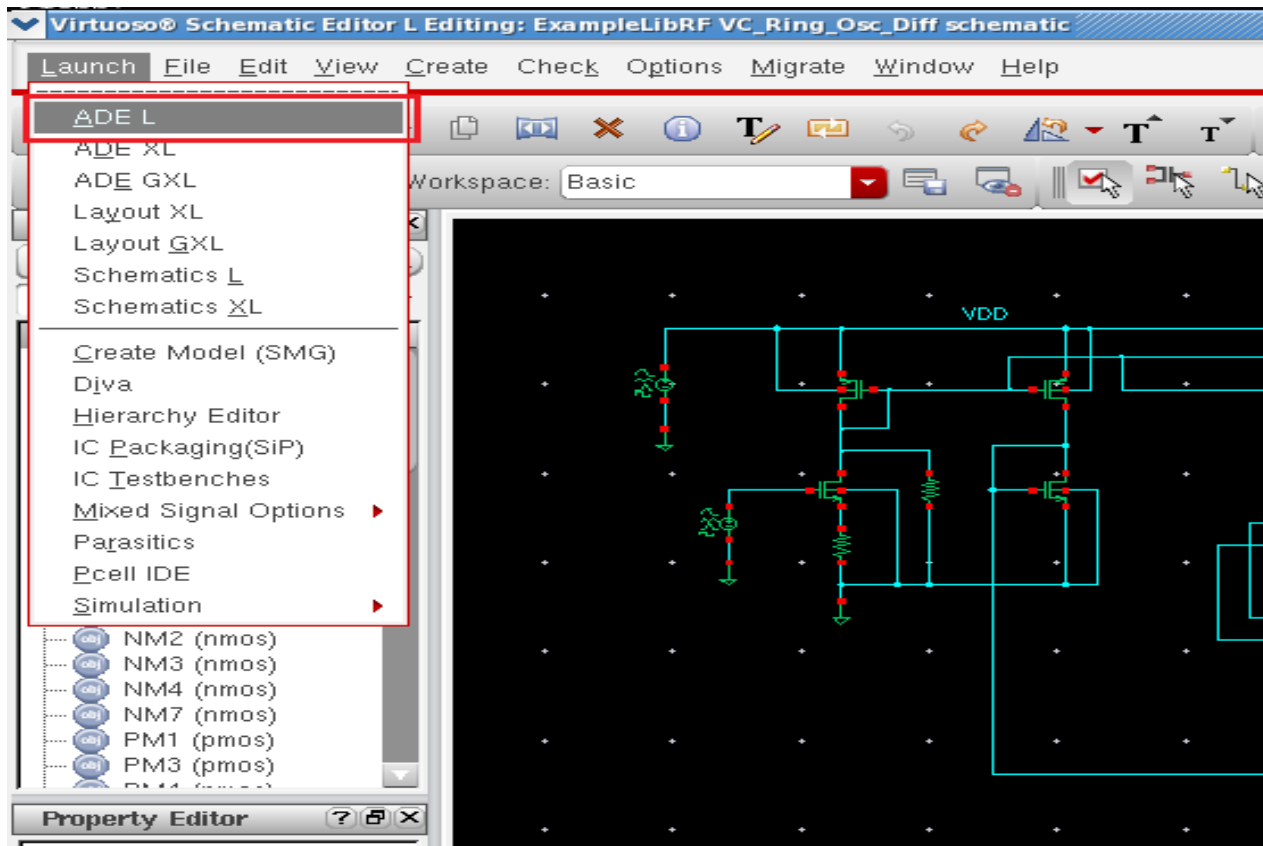 Virtuoso® Schematic Editor L Editing: ExampleLibRF VC_Ring_Osc_Diff schematic
Launch File Edit View Create Check Options Migrate Window Help
ADE L
ADE XL
ADE GXL
Workspace: Basic
Layout XL
Layout GXL
Schematics L
Schematics XL
Create Model (SMG)
Diva
Hierarchy Editor
IC Packaging(SiP)
IC Testbenches
Mixed Signal Options
Parasitics
Pcell IDE
Simulation
NM2 (nmos)
NM3 (nmos)
NM4 (nmos)
NM7 (nmos)
PM1 (pmos)
PM3 (pmos)
Property Editor
VDD